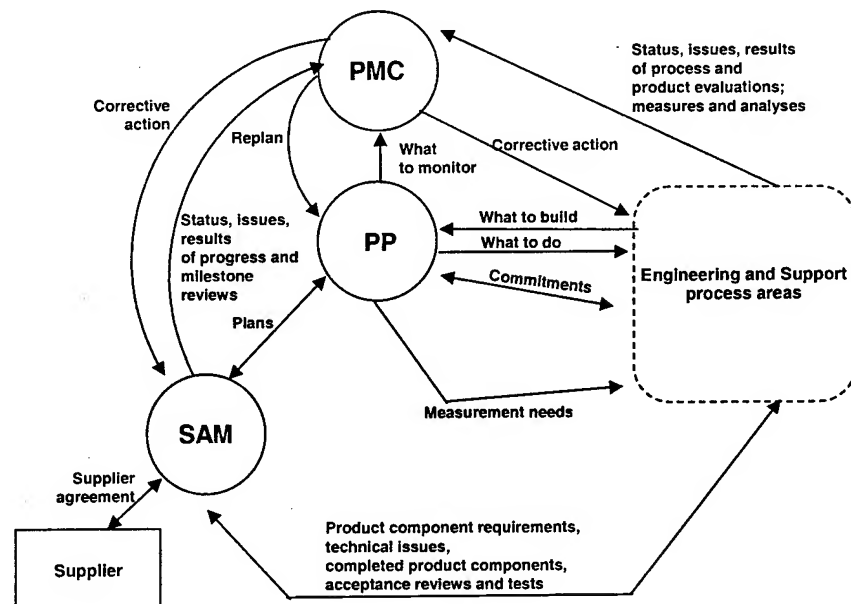 PMC
Status, issues, results
of process and
product evaluations;
measures and analyses
Corrective
action
Replan
What
to monitor
Corrective action
Status, issues,
results
of progress and
milestone
reviews
PP
What to build
What to do
Commitments
Engineering and Support
process areas
Plans
Measurement needs
SAM
Supplier
agreement
Supplier
Product component requirements,
technical issues,
completed product components,
acceptance reviews and tests